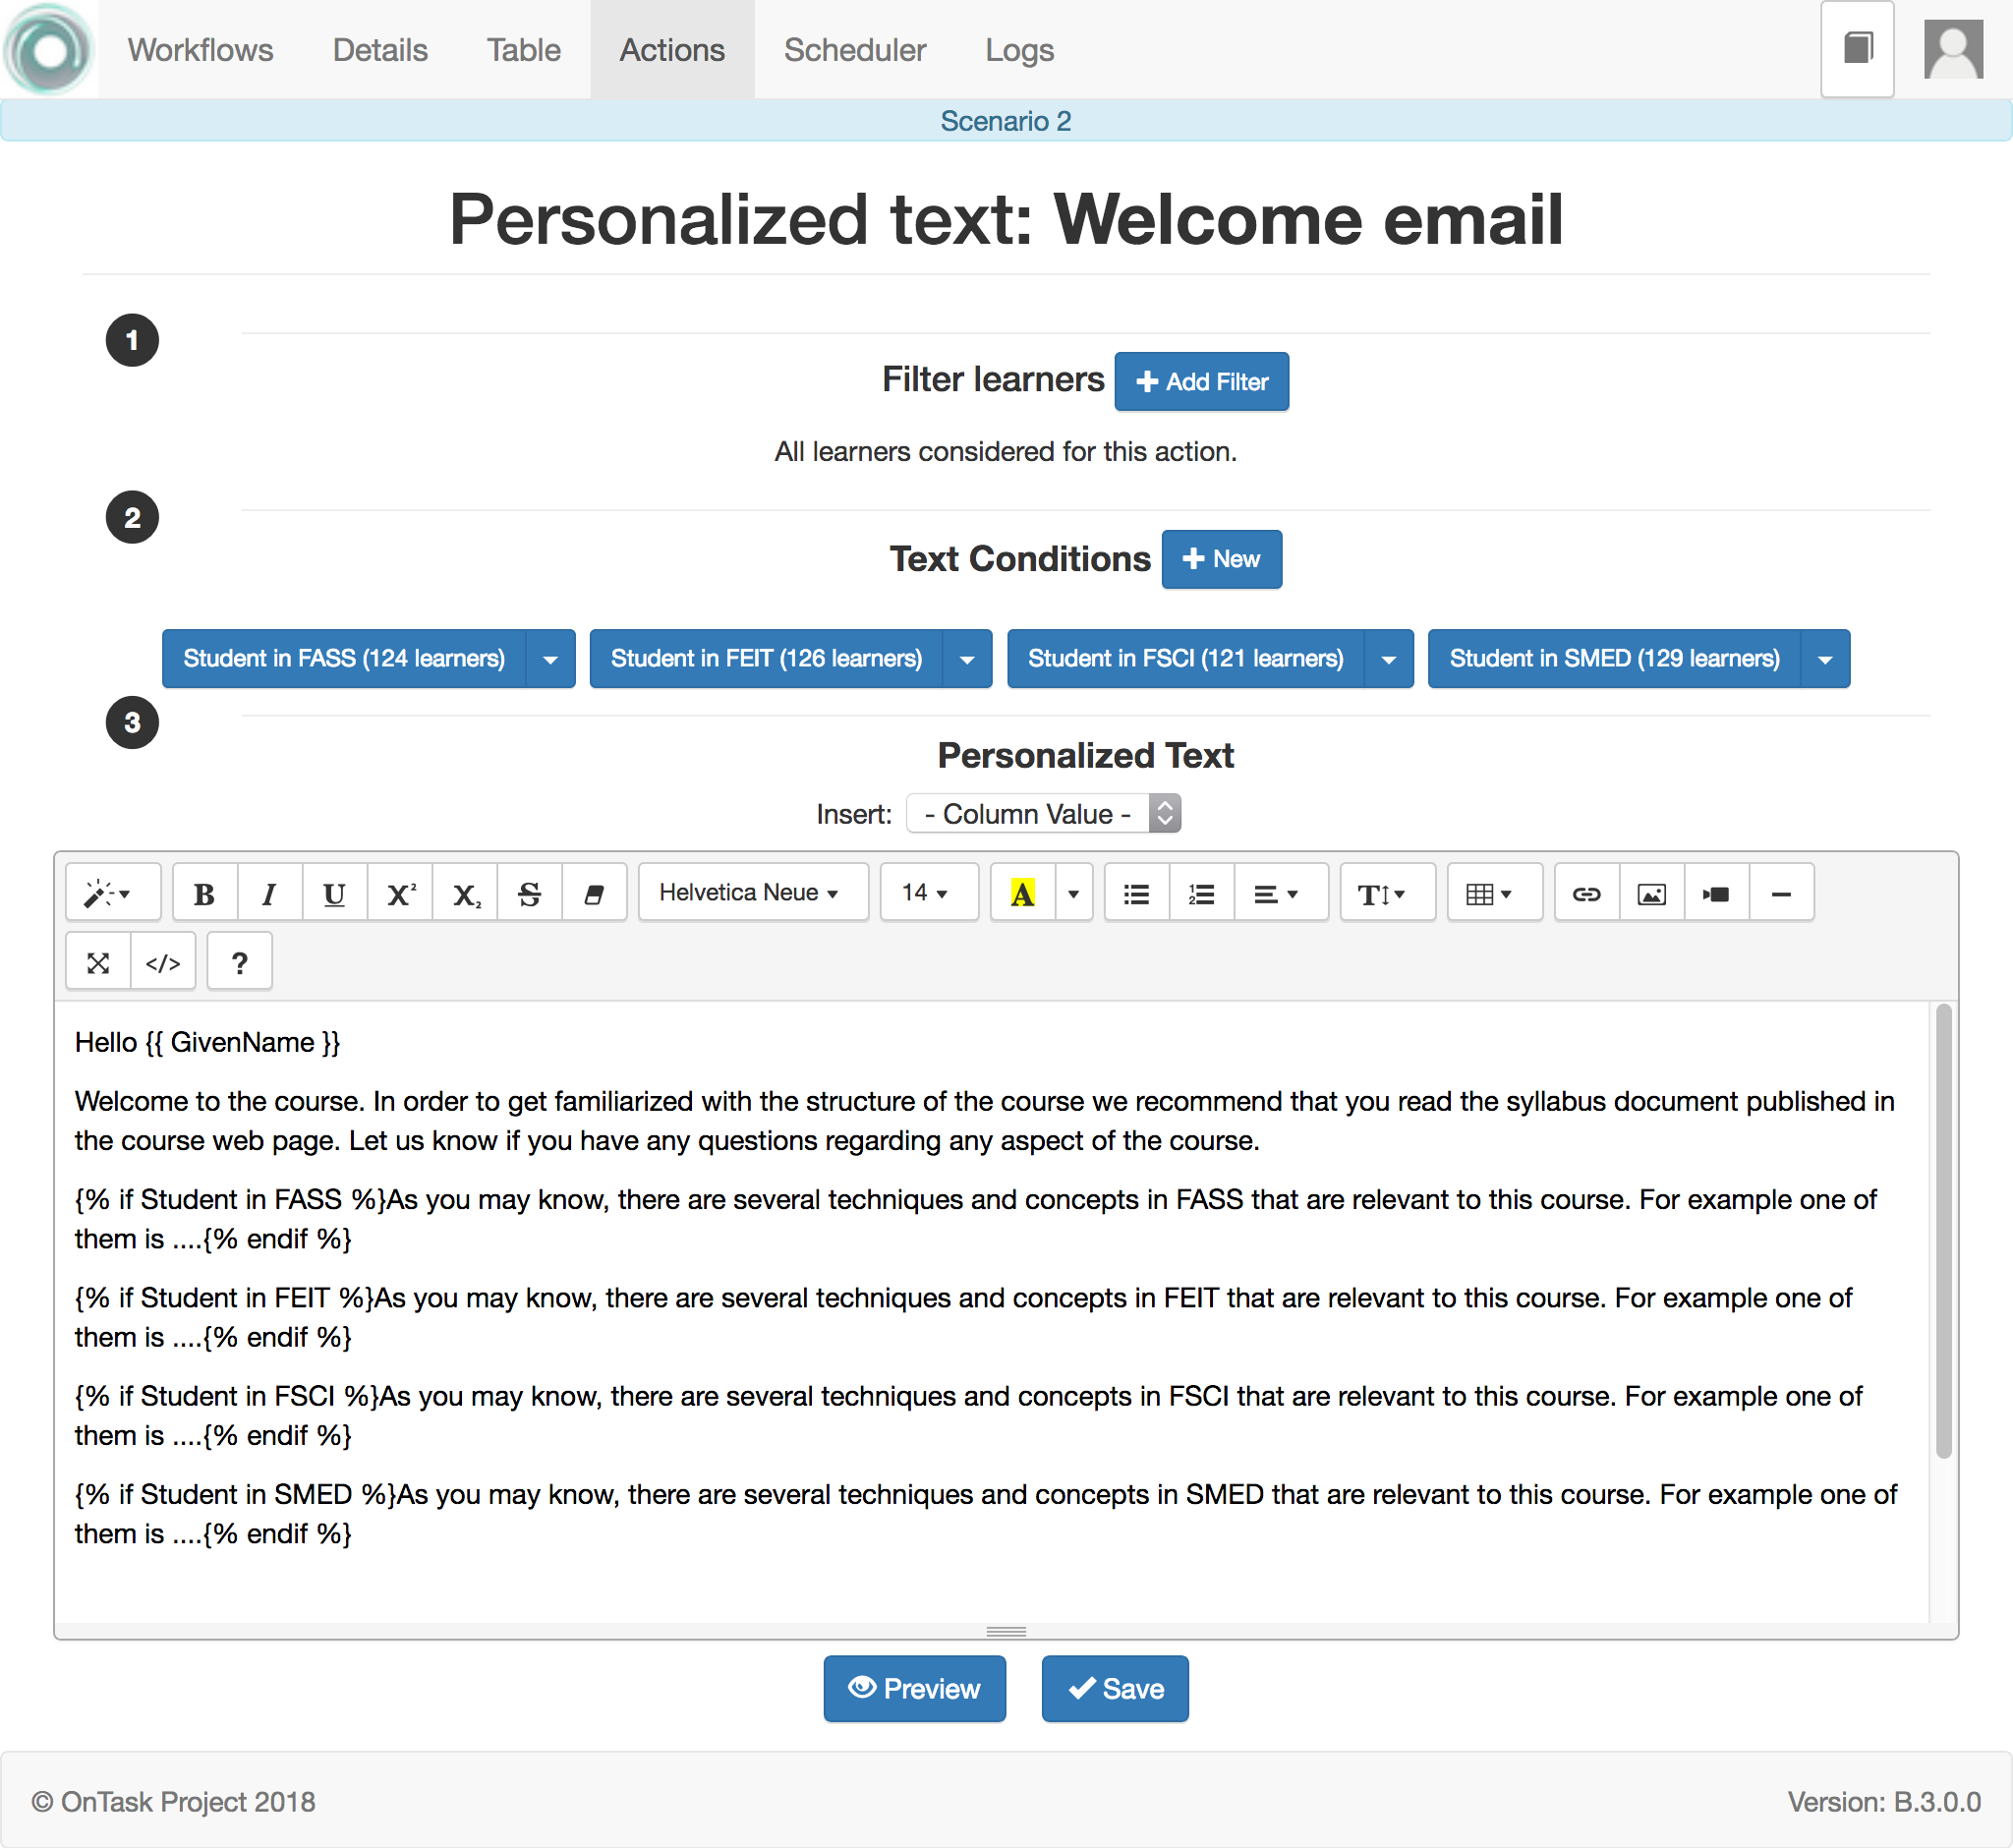 Workflows Details Table Actions Scheduler Logs
Scenario 2
Personalized text: Welcome email
1
Filter learners Add Filter
All learners considered for this action.
2
Text Conditions New
Student in FASS (124 learners) Student in FEIT (126 learners) Student in FSCI (121 learners) Student in SMED (129 learners)
3
Personalized Text
Insert: - Column Value -
B I U X² X₂ S Helvetica Neue 14 A T
</> ?
Hello {{ GivenName }}
Welcome to the course. In order to get familiarized with the structure of the course we recommend that you read the syllabus document published in
the course web page. Let us know if you have any questions regarding any aspect of the course.
{% if Student in FASS %}As you may know, there are several techniques and concepts in FASS that are relevant to this course. For example one of
them is ....{% endif %}
{% if Student in FEIT %}As you may know, there are several techniques and concepts in FEIT that are relevant to this course. For example one of
them is ....{% endif %}
{% if Student in FSCI %}As you may know, there are several techniques and concepts in FSCI that are relevant to this course. For example one of
them is ....{% endif %}
{% if Student in SMED %}As you may know, there are several techniques and concepts in SMED that are relevant to this course. For example one of
them is ....{% endif %}
Preview Save
© OnTask Project 2018 Version: B.3.0.0